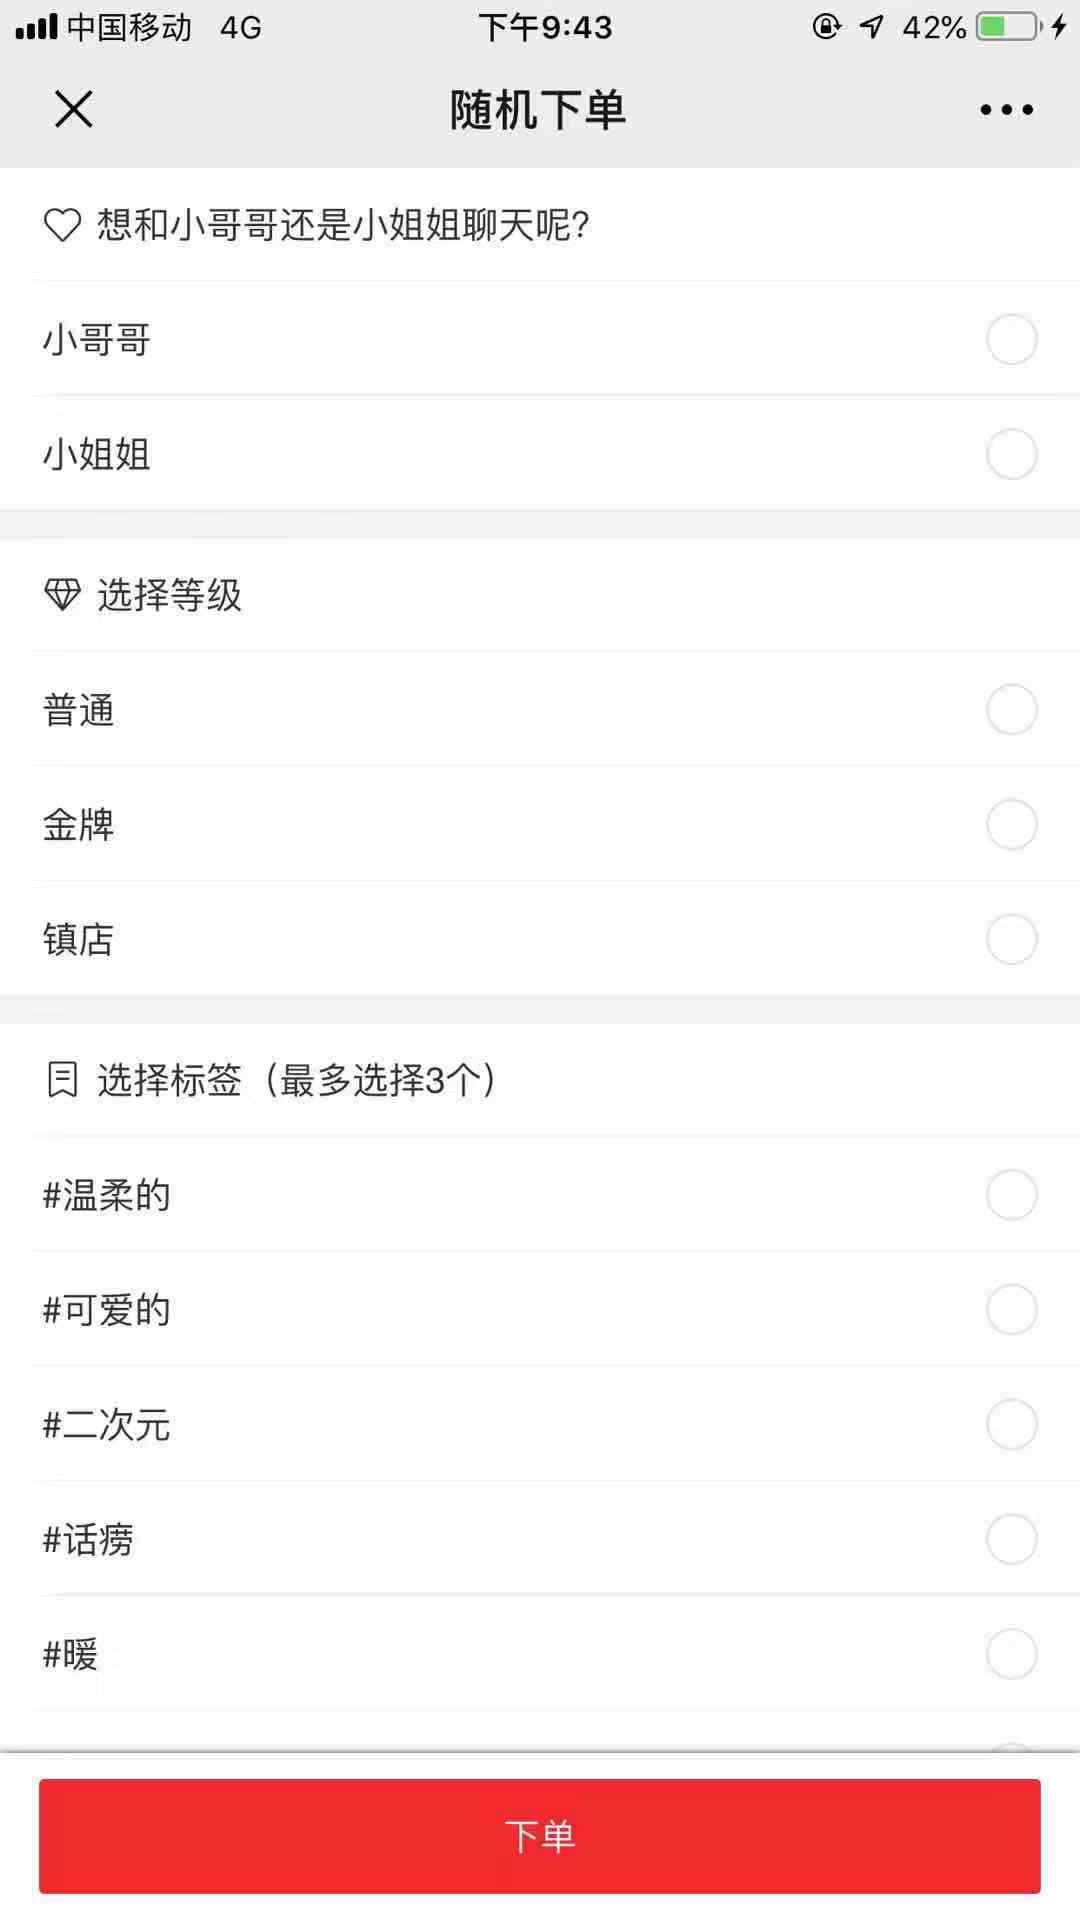 中国移动 4G 下午9:43 42%
随机下单
想和小哥哥还是小姐姐聊天呢?
小哥哥
小姐姐
选择等级
普通
金牌
镇店
选择标签（最多选择3个）
#温柔的
#可爱的
#二次元
#话痨
#暖
下单